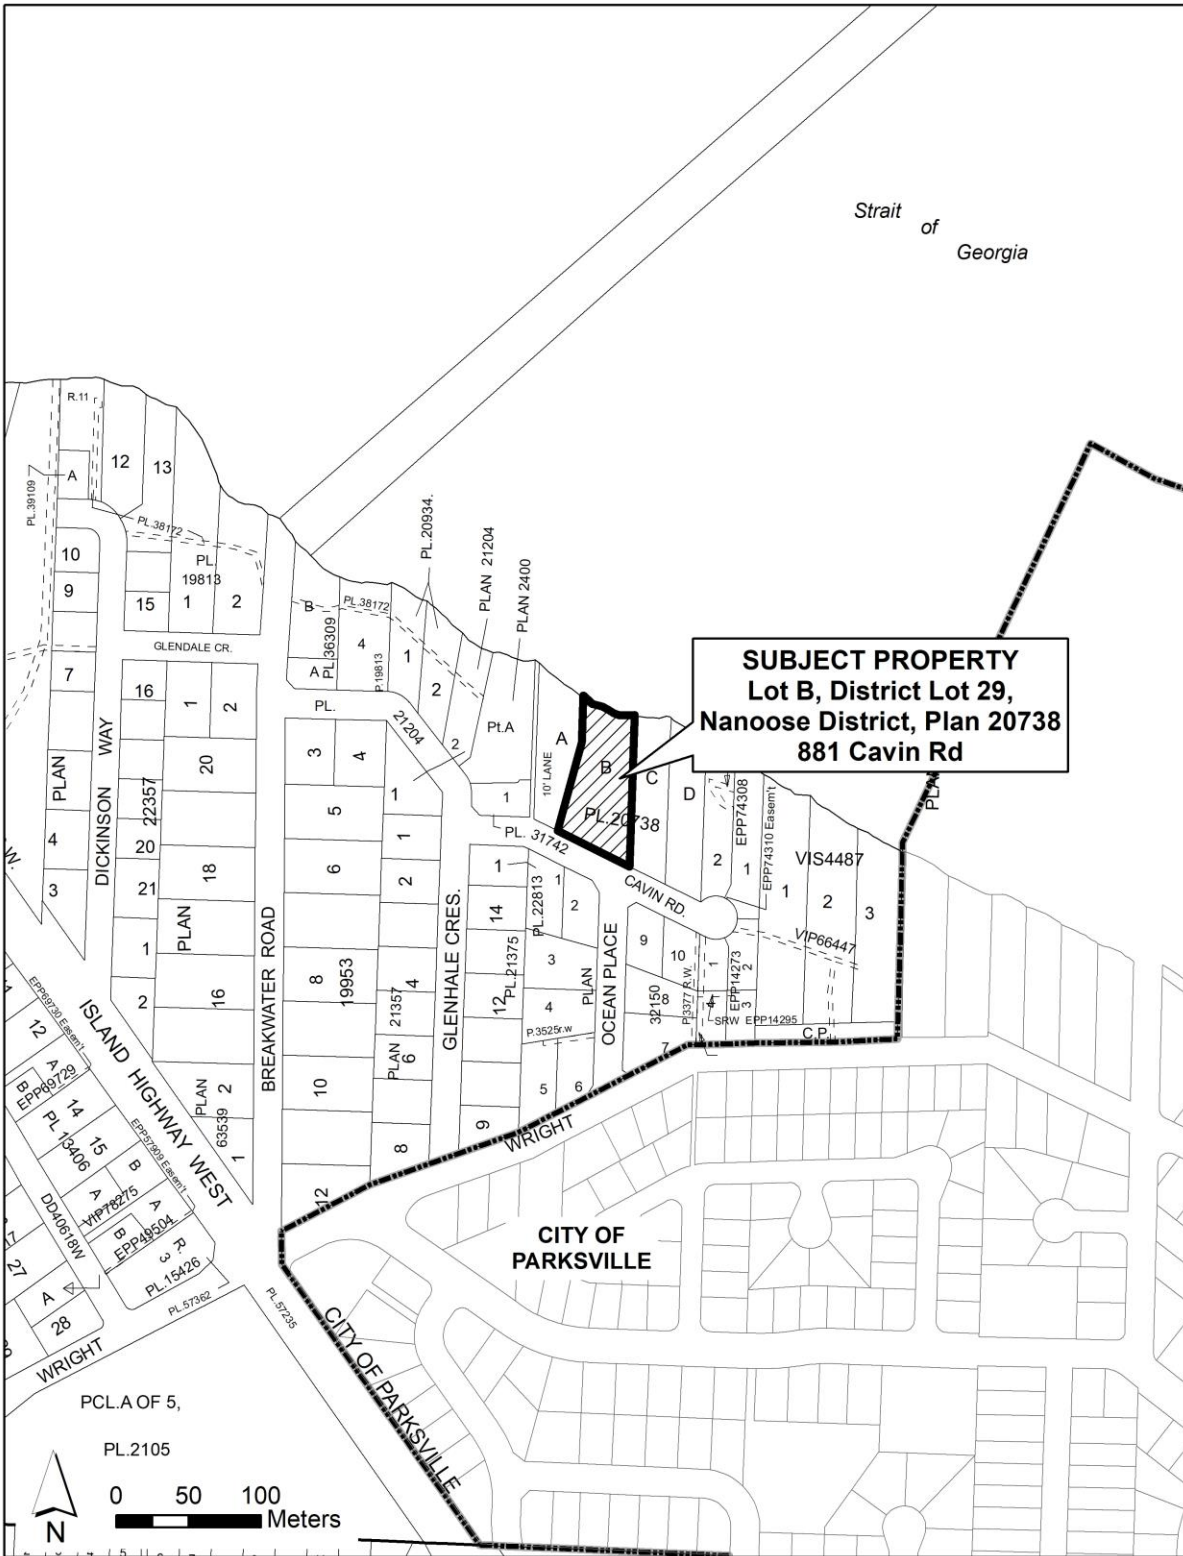 Strait
of
Georgia
R.11
12
13
A
PL.39109
PL.38172
10
9
PL.
19813
15
1
2
GLENDALE CR.
7
16
1
2
DICKINSON WAY
PLAN
20
22357
4
3
20
21
18
PLAN
1
2
16
W.
BREAKWATER ROAD
PLAN
63539
2
1
B
PL.38172
PL.36309
A
4
P.19813
1
2
PL.20934.
PLAN 21204
PLAN 2400
Pt.A
2
PL.
21204
3
4
5
6
8
19953
10
12
1
1
2
4
21357
PLAN
6
8
GLENHALE CRES.
1
10' LANE
A
B
PL.20738
C
D
SUBJECT PROPERTY
Lot B, District Lot 29,
Nanoose District, Plan 20738
881 Cavin Rd
PL. 31742
CAVIN RD.
1
14
PL.21375
12
9
PL.22813
1
2
3
4
PLAN
P.3525r.w
5
6
OCEAN PLACE
9
10
32150
8
7
P.3377 R.W.
2
1
EPP74308
EPP74310 Easem't
VIS4487
1
2
3
VIP66447
1
2
EPP14273
4
3
SRW EPP14295
C.P.
WRIGHT
CITY OF
PARKSVILLE
CITY OF PARKSVILLE
ISLAND HIGHWAY WEST
EPP69730 Easem't
12
A
B
EPP69729
14
PL 13406
15
EPP57909 Easem't
B
A
VIP78275
A
B
EPP49504
R.
3
PL.15426
DD40618W
17
27
A
28
PL.57362
PL.57235
WRIGHT
PCL.A OF 5,
PL.2105
N
0 50 100
Meters